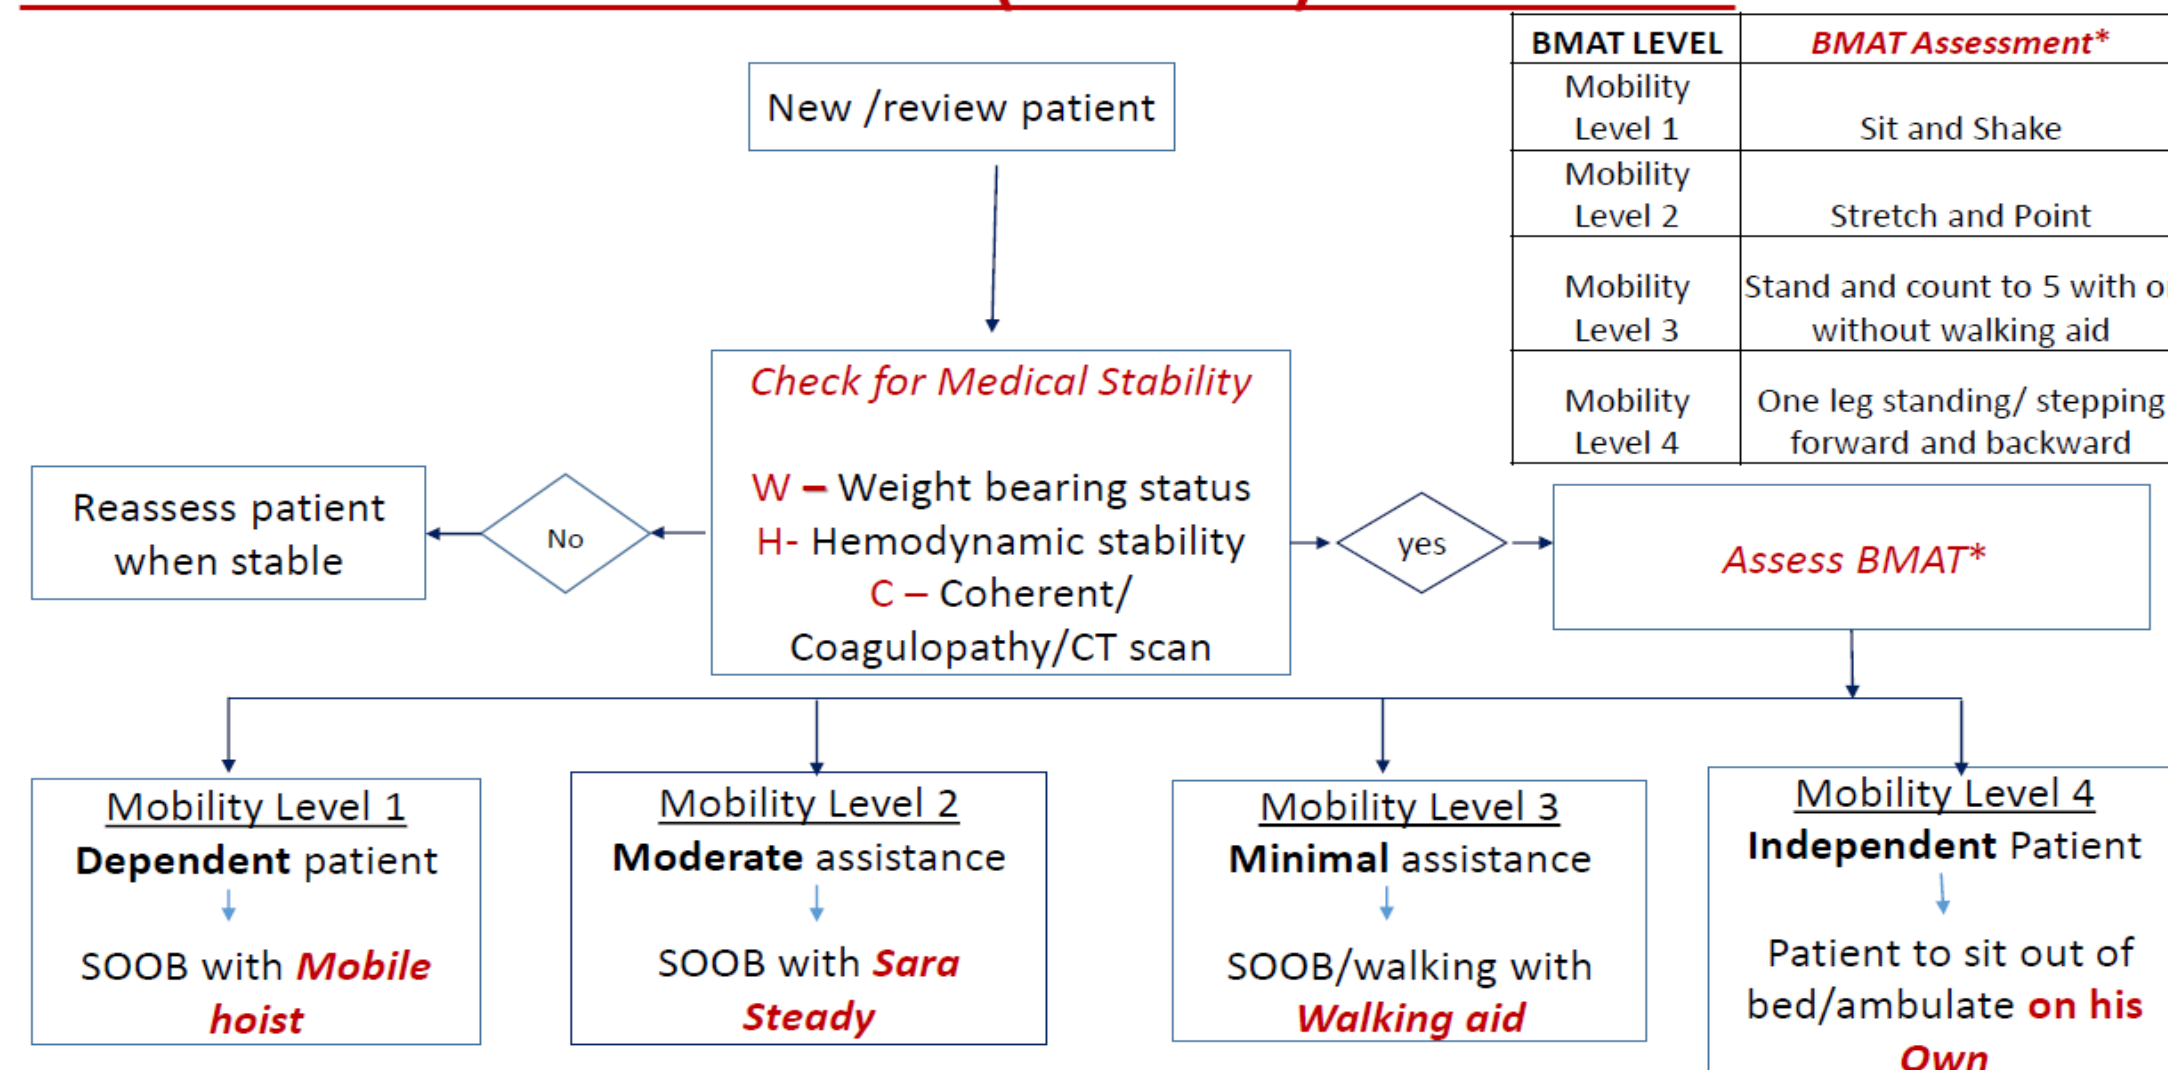 New /review patient
BMAT LEVEL
BMAT Assessment*
Mobility
Level 1
Sit and Shake
Mobility
Level 2
Stretch and Point
Mobility
Level 3
Stand and count to 5 with or
without walking aid
Mobility
Level 4
One leg standing/ stepping
forward and backward
Check for Medical Stability
W – Weight bearing status
H- Hemodynamic stability
C – Coherent/
Coagulopathy/CT scan
No
Reassess patient
when stable
yes
Assess BMAT*
Mobility Level 1
Dependent patient
SOOB with Mobile
hoist
Mobility Level 2
Moderate assistance
SOOB with Sara
Steady
Mobility Level 3
Minimal assistance
SOOB/walking with
Walking aid
Mobility Level 4
Independent Patient
Patient to sit out of
bed/ambulate on his
Own